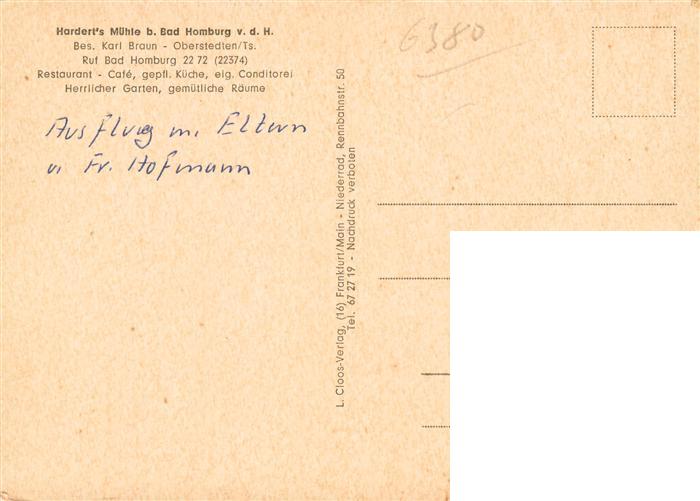 Hardert's Mühle b. Bad Homburg v. d. H.
Bes. Karl Braun - Oberstedten/Ts.
Ruf Bad Homburg 22 72 (22374)
Restaurant - Café, gepfl. Küche, eig. Conditorei
Herrlicher Garten, gemütliche Räume
Ausflug m. Eltern
u. Fr. Hofmann
L. Cloos-Verlag, (16) Frankfurt/Main - Niederrad, Rennbahnstr. 50
Tel. 67 27 19 - Nachdruck verboten
6380